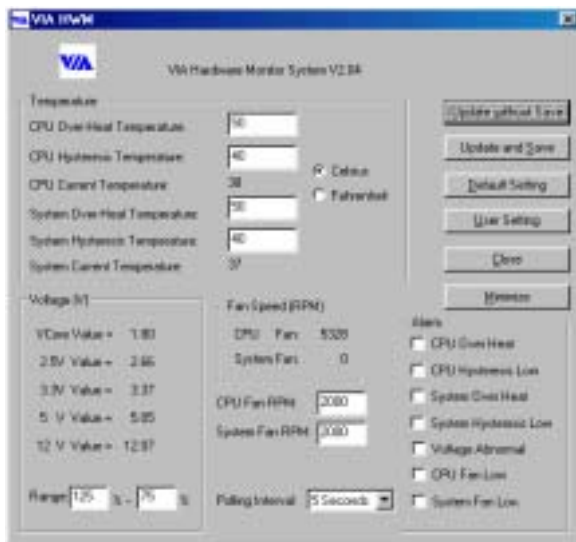 VIA HWM
VIA
VIA Hardware Monitor System V2.04
Temperature
CPU Over-Heat Temperature: 50
CPU Hysteresis Temperature: 40
CPU Current Temperature: 38
System Over-Heat Temperature: 50
System Hysteresis Temperature: 40
System Current Temperature: 37
Celsius
Fahrenheit
Update without Save
Update and Save
Default Setting
User Setting
Close
Minimize
Voltage (V)
VCore Value = 1.80
2.5V Value = 2.66
3.3V Value = 3.37
5 V Value = 5.05
12 V Value =
Range: 125 % - 75 %
Fan Speed (RPM)
CPU Fan: 5328
System Fan: 0
CPU Fan RPM: 2000
System Fan RPM: 2000
Polling Interval: 5 Seconds
Alarm
CPU Over Heat
CPU Hysteresis Low
System Over Heat
System Hysteresis Low
Voltage Abnormal
CPU Fan Low
System Fan Low